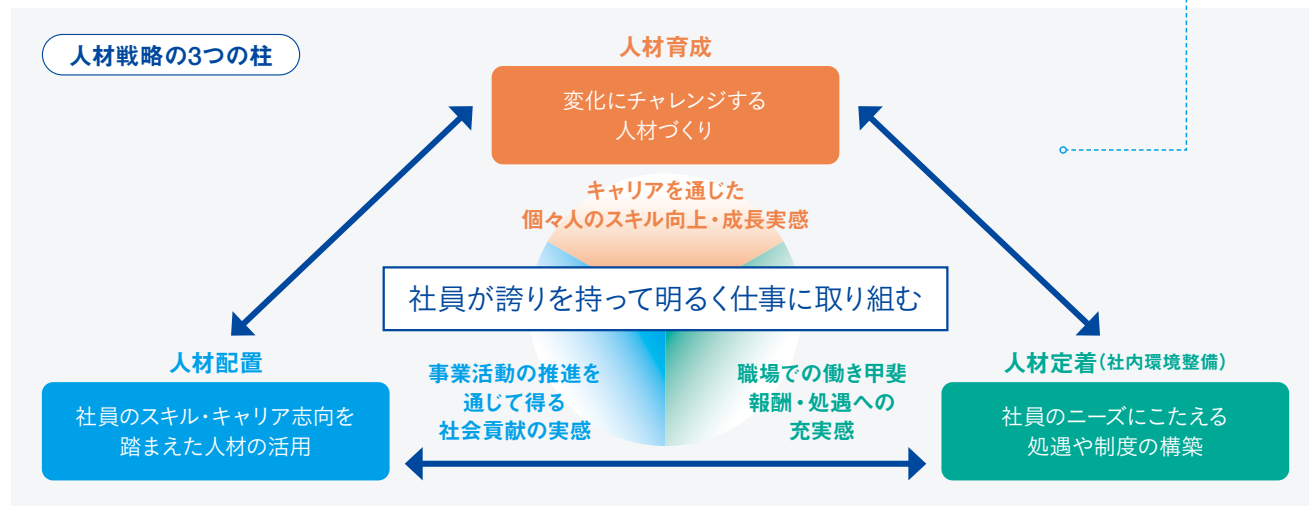 人材戦略の3つの柱
人材育成
変化にチャレンジする
人材づくり
キャリアを通じた
個々人のスキル向上・成長実感
社員が誇りを持って明るく仕事に取り組む
人材配置
社員のスキル・キャリア志向を
踏まえた人材の活用
事業活動の推進を
通じて得る
社会貢献の実感
職場での働き甲斐
報酬・処遇への
充実感
人材定着(社内環境整備)
社員のニーズにこたえる
処遇や制度の構築